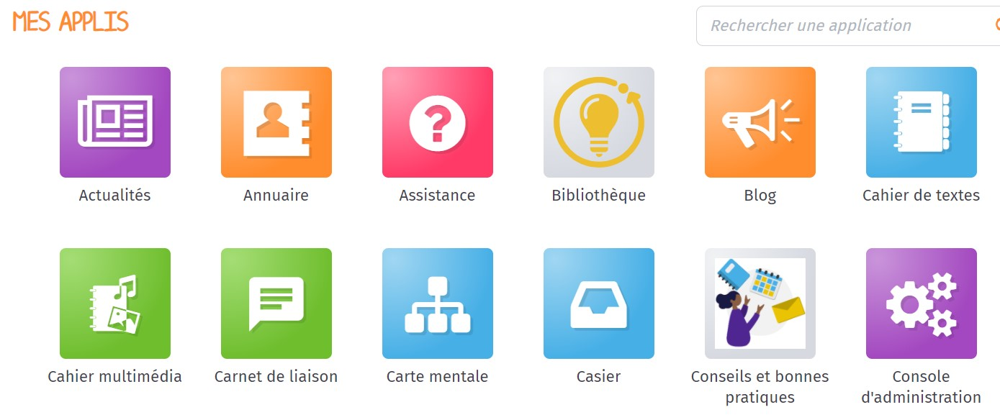 MES APPLIS
Rechercher une application
Actualités
Annuaire
Assistance
Bibliothèque
Blog
Cahier de textes
Cahier multimédia
Carnet de liaison
Carte mentale
Casier
Conseils et bonnes
pratiques
Console
d'administration